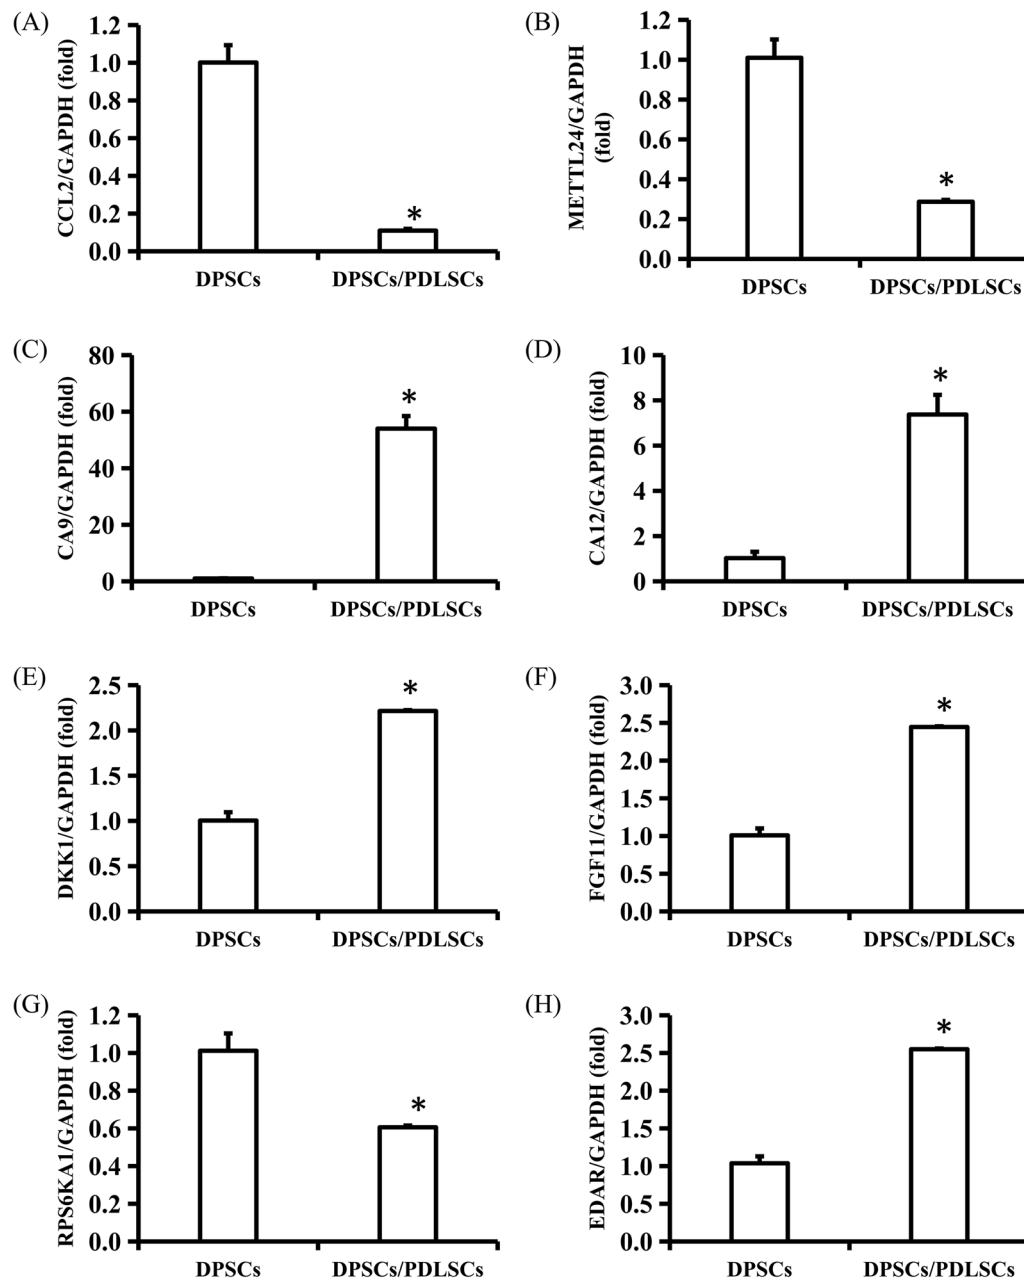 (A)
CCL2/GAPDH (fold)
1.2
1.0
0.8
0.6
0.4
0.2
0.0
*
DPSCs
DPSCs/PDLSCs
(B)
METTL24/GAPDH
(fold)
1.2
1.0
0.8
0.6
0.4
0.2
0.0
*
DPSCs
DPSCs/PDLSCs
(C)
CA9/GAPDH (fold)
80
60
40
20
0
*
DPSCs
DPSCs/PDLSCs
(D)
CA12/GAPDH (fold)
10
8
6
4
2
0
*
DPSCs
DPSCs/PDLSCs
(E)
DKK1/GAPDH (fold)
2.5
2.0
1.5
1.0
0.5
0.0
*
DPSCs
DPSCs/PDLSCs
(F)
FGF11/GAPDH (fold)
3.0
2.5
2.0
1.5
1.0
0.5
0.0
*
DPSCs
DPSCs/PDLSCs
(G)
RPS6KA1/GAPDH (fold)
1.2
1.0
0.8
0.6
0.4
0.2
0.0
*
DPSCs
DPSCs/PDLSCs
(H)
EDAR/GAPDH (fold)
3.0
2.5
2.0
1.5
1.0
0.5
0.0
*
DPSCs
DPSCs/PDLSCs